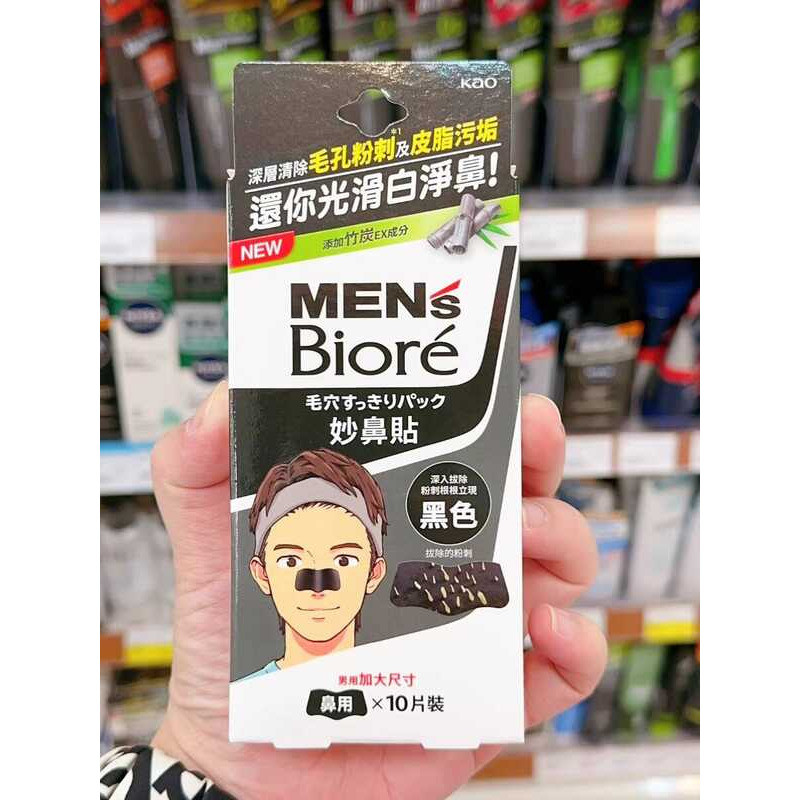 Kao
深層清除毛孔粉刺*1及皮脂污垢
還你光滑白淨鼻!
NEW
添加竹炭EX成分
MEN's
Bioré
毛穴すっきりパック
妙鼻貼
深入拔除
粉刺根根立現
黑色
拔除的粉刺
男用加大尺寸
鼻用×10片裝